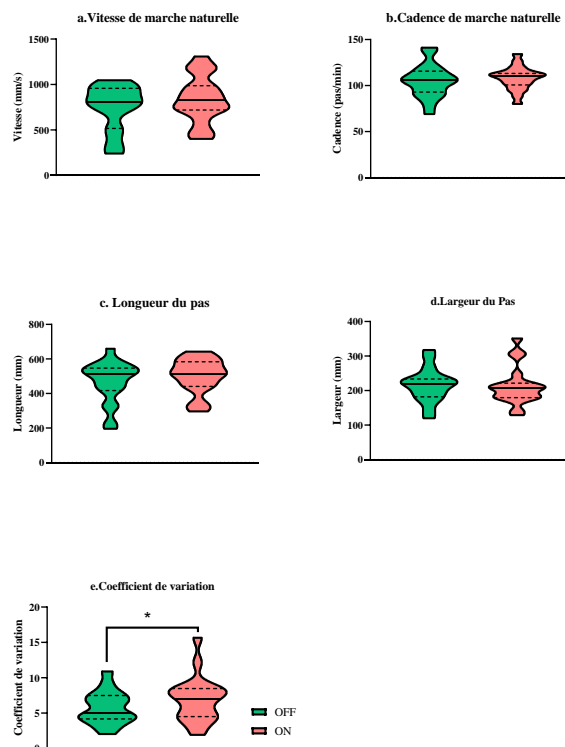 a.Vitesse de marche naturelle
1500
1000
500
0
Vitesse (mm/s)
b.Cadence de marche naturelle
150
100
50
0
Cadence (pas/min)
c. Longueur du pas
800
600
400
200
0
Longueur (mm)
d.Largeur du Pas
400
300
200
100
0
Largeur (mm)
e.Coefficient de variation
20
15
10
5
0
Coefficient de variation
*
OFF
ON